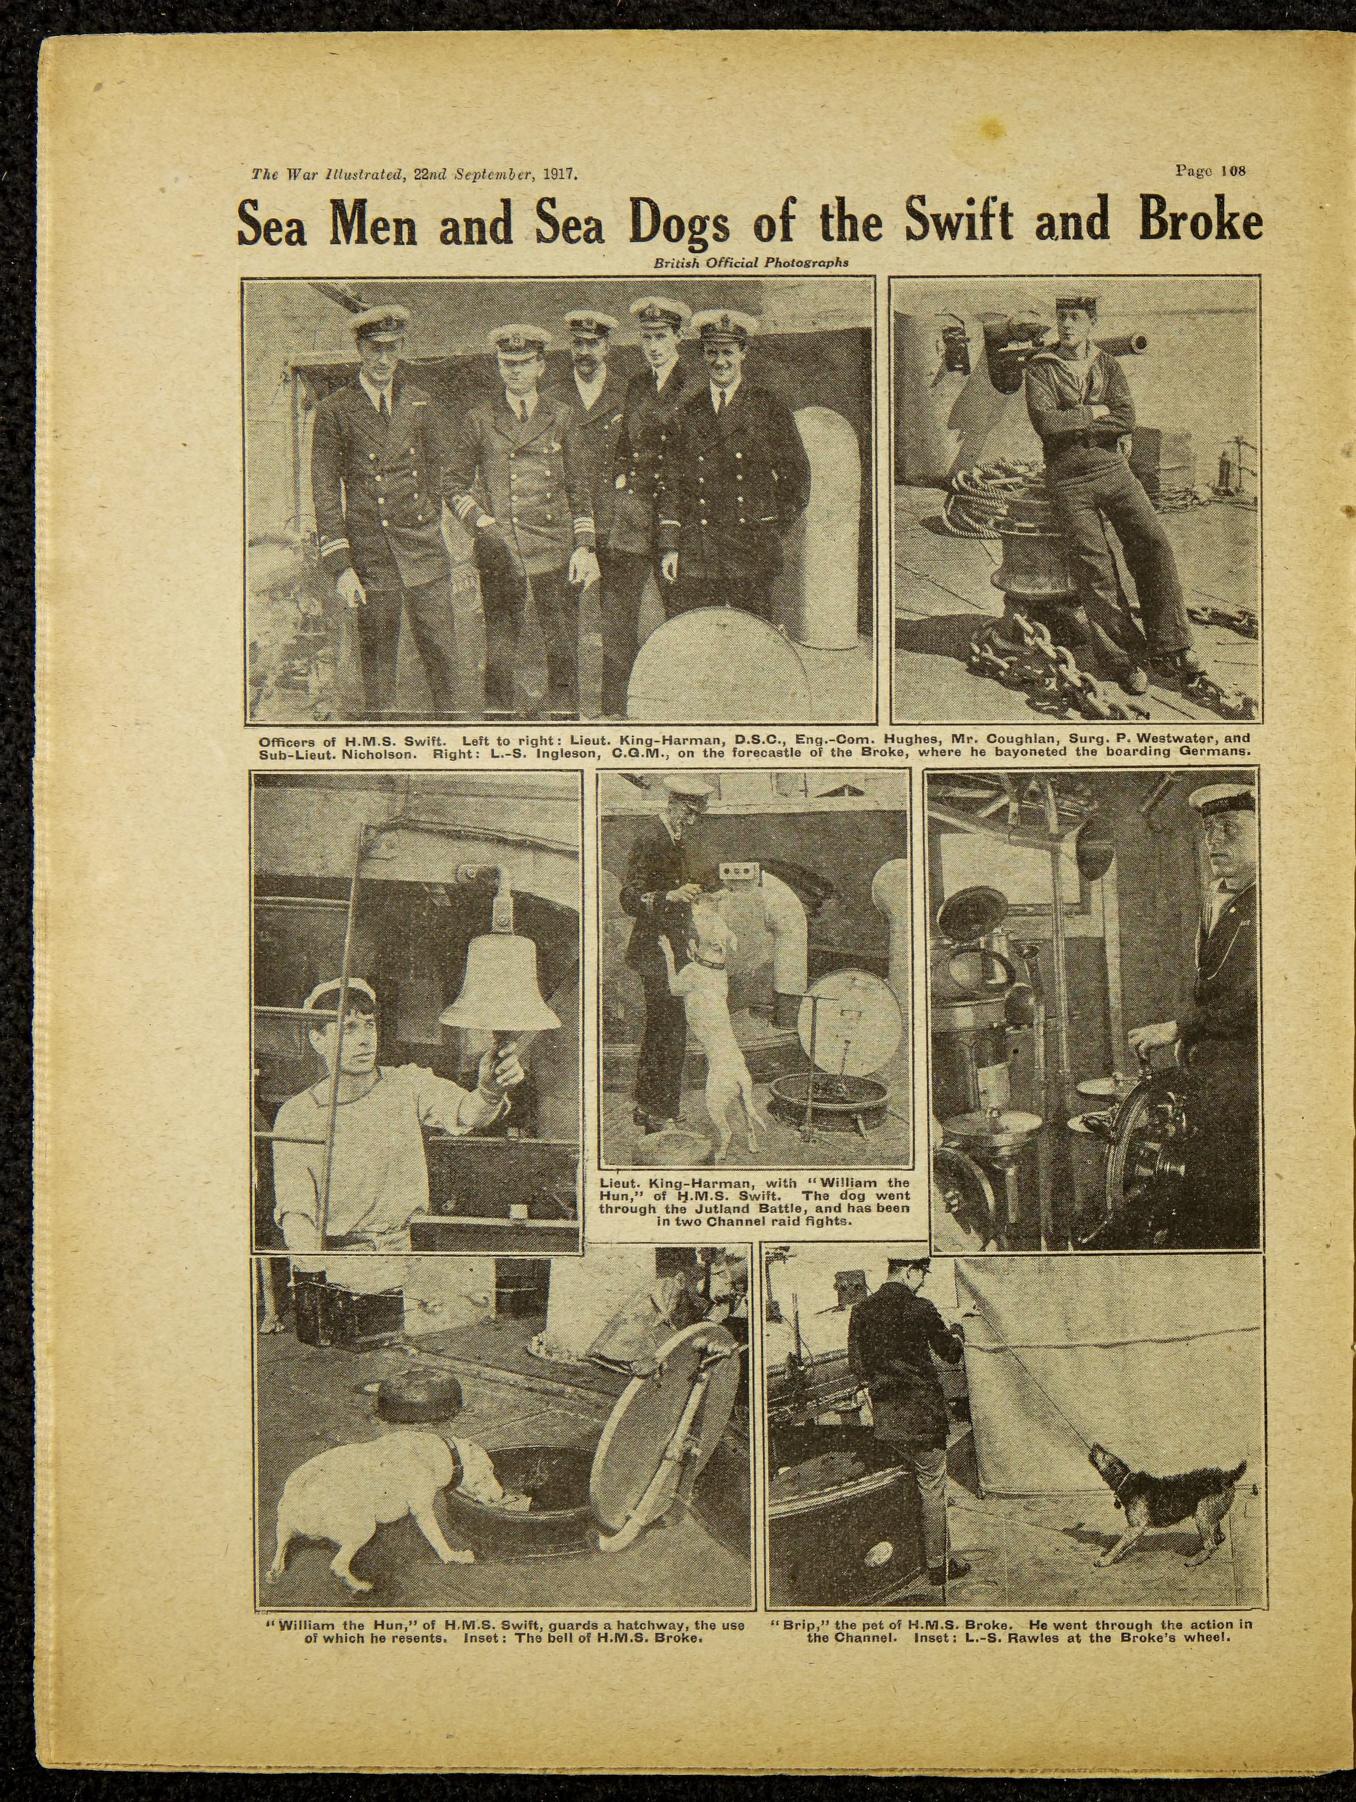 The War Illustrated, 22nd September, 1917.
Page 108
Sea Men and Sea Dogs of the Swift and Broke
British Official Photographs
Officers of H.M.S. Swift. Left to right: Lieut. King-Harman, D.S.C., Eng.-Com. Hughes, Mr. Coughlan, Surg. P. Westwater, and
Sub-Lieut. Nicholson. Right: L.-S. Ingleson, C.G.M., on the forecastle of the Broke, where he bayoneted the boarding Germans.
Lieut. King-Harman, with "William the
Hun," of H.M.S. Swift. The dog went
through the Jutland Battle, and has been
in two Channel raid fights.
"William the Hun," of H.M.S. Swift, guards a hatchway, the use
of which he resents. Inset: The bell of H.M.S. Broke.
"Brip," the pet of H.M.S. Broke. He went through the action in
the Channel. Inset: L.-S. Rawles at the Broke's wheel.